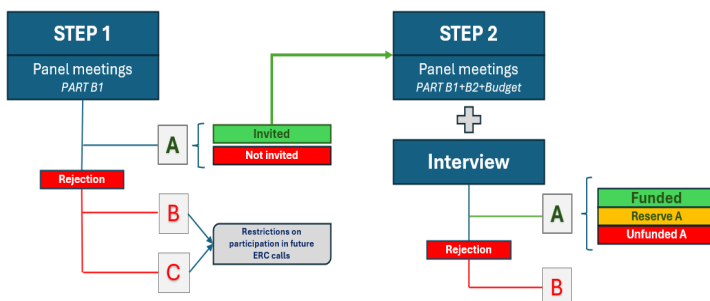 STEP 1
Panel meetings
PART B1
A
Invited
Not invited
Rejection
B
C
Restrictions on
participation in future
ERC calls
STEP 2
Panel meetings
PART B1+B2+Budget
Interview
A
Funded
Reserve A
Unfunded A
Rejection
B